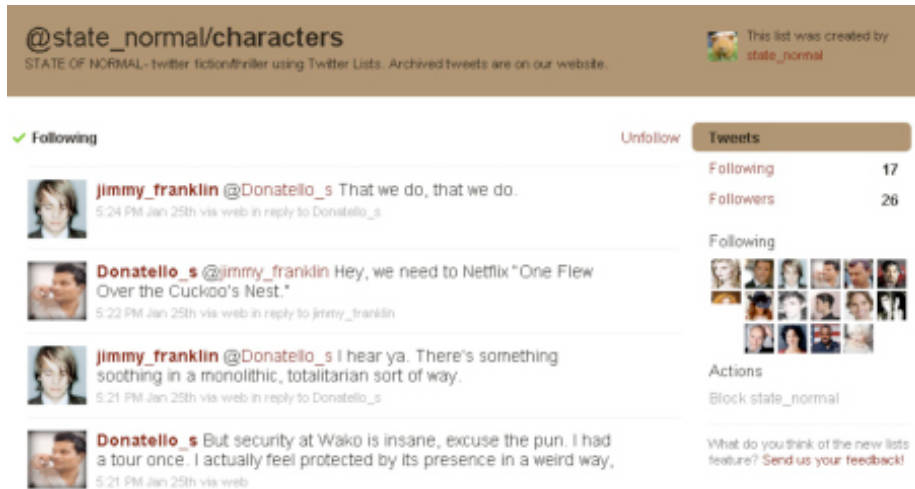 @state_normal/characters
STATE OF NORMAL- twitter fiction/thriller using Twitter Lists. Archived tweets are on our website.
This list was created by
state_normal
Following
Unfollow
jimmy_franklin @Donatello_s That we do, that we do.
5:24 PM Jan 25th via web in reply to Donatello_s
Donatello_s @jimmy_franklin Hey, we need to Netflix "One Flew
Over the Cuckoo's Nest."
5:22 PM Jan 25th via web in reply to jimmy_franklin
jimmy_franklin @Donatello_s I hear ya. There's something
soothing in a monolithic, totalitarian sort of way.
5:21 PM Jan 25th via web in reply to Donatello_s
Donatello_s But security at Wako is insane, excuse the pun. I had
a tour once. I actually feel protected by its presence in a weird way,
5:21 PM Jan 25th via web
Tweets
Following 17
Followers 26
Following
Actions
Block state_normal
What do you think of the new lists
feature? Send us your feedback!